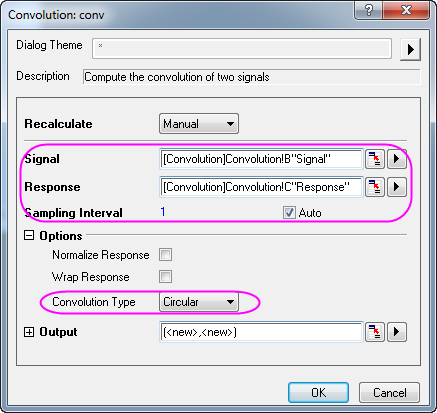 Convolution: conv
Dialog Theme *
Description Compute the convolution of two signals
Recalculate Manual
Signal [Convolution]Convolution!B"Signal"
Response [Convolution]Convolution!C"Response"
Sampling Interval 1 Auto
Options
Normalize Response
Wrap Response
Convolution Type Circular
Output (<new>,<new>)
OK Cancel